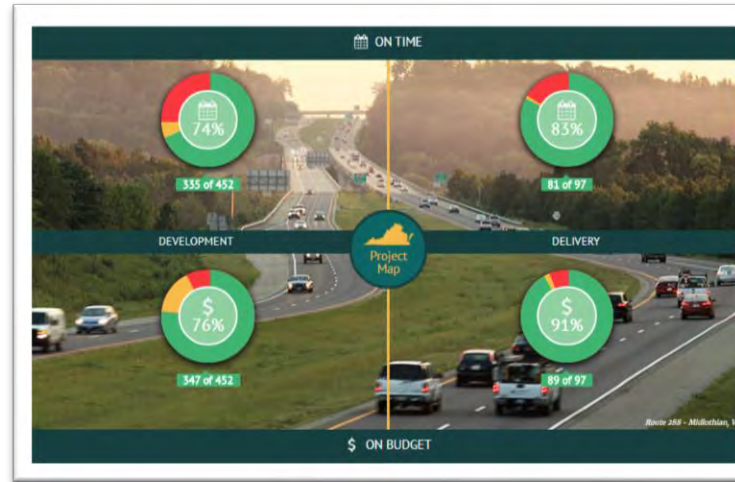 ON TIME
74%
335 of 452
83%
81 of 97
DEVELOPMENT
Project
Map
DELIVERY
$
76%
347 of 452
$
91%
89 of 97
Route 288 - Midlothian, V
$ ON BUDGET